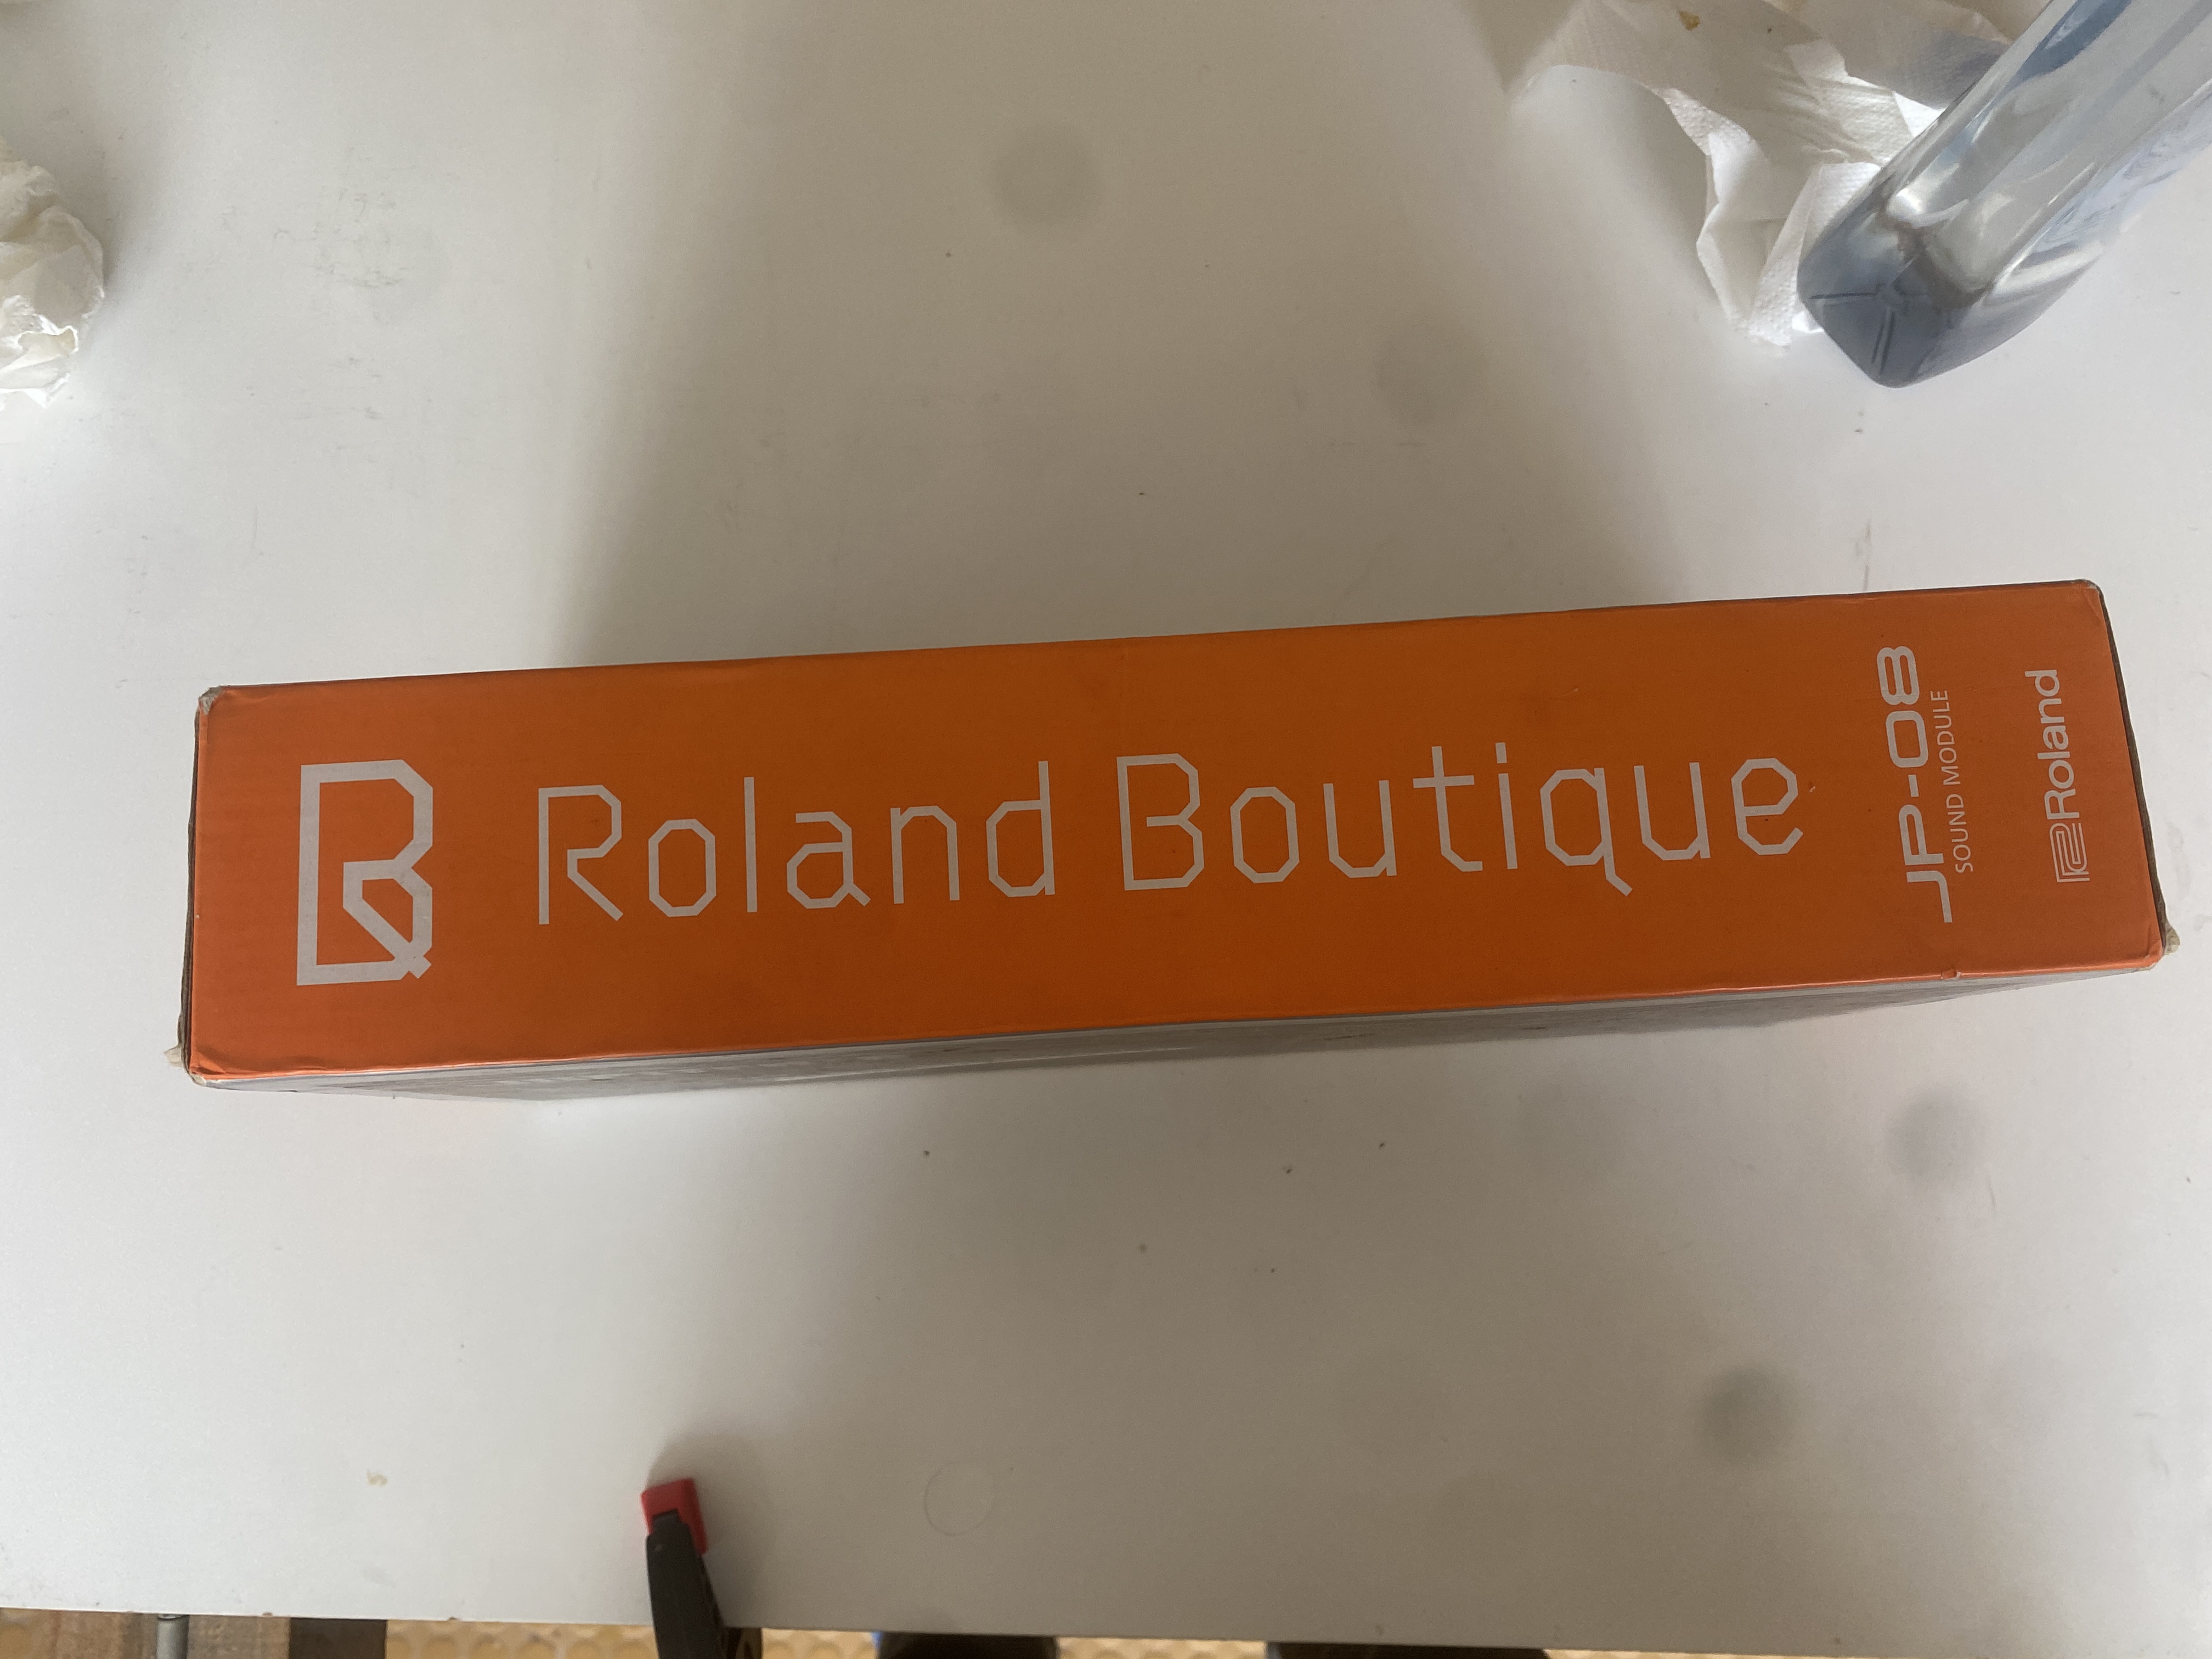 Roland Boutique
JP-08
SOUND MODULE
Roland